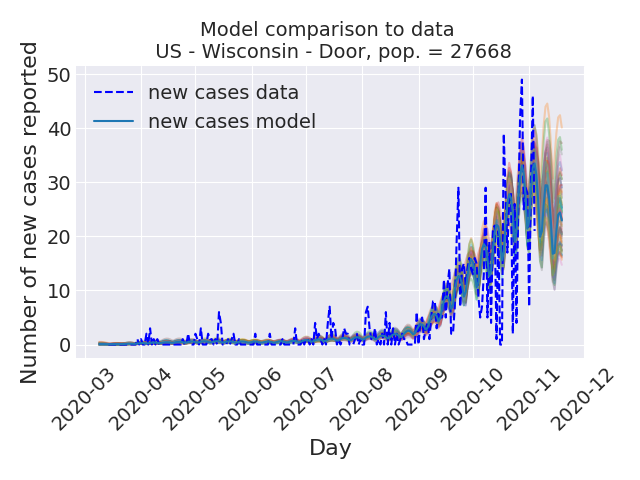 Model comparison to data
US - Wisconsin - Door, pop. = 27668
Number of new cases reported
50
40
30
20
10
0
new cases data
new cases model
2020-03
2020-04
2020-05
2020-06
2020-07
2020-08
2020-09
2020-10
2020-11
2020-12
Day